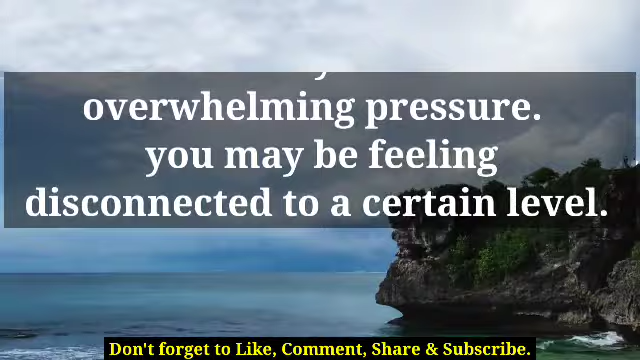 overwhelming pressure.
you may be feeling
disconnected to a certain level.
Don't forget to Like, Comment, Share & Subscribe.